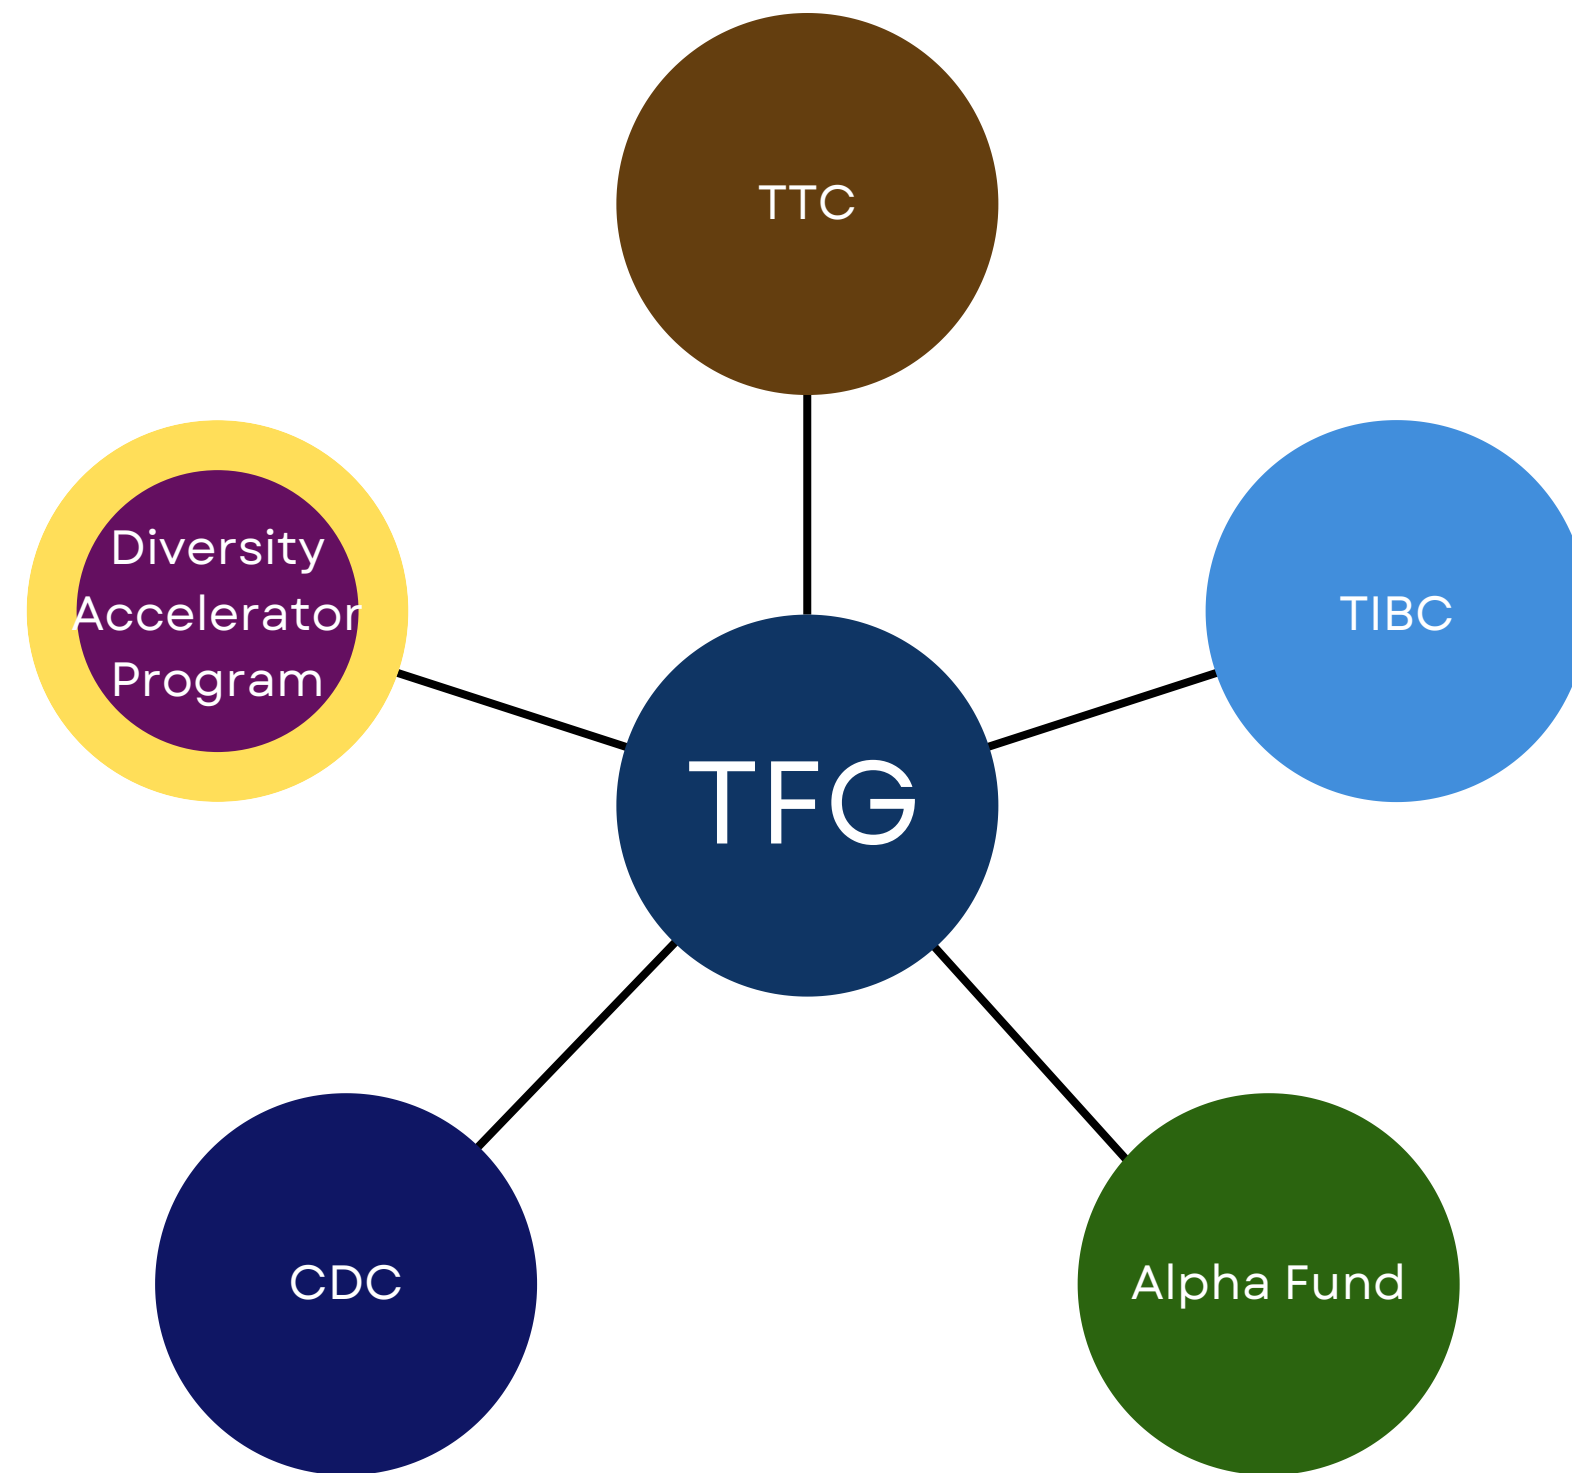 TTC
Diversity
Accelerator
Program
TIBC
TFG
CDC
Alpha Fund